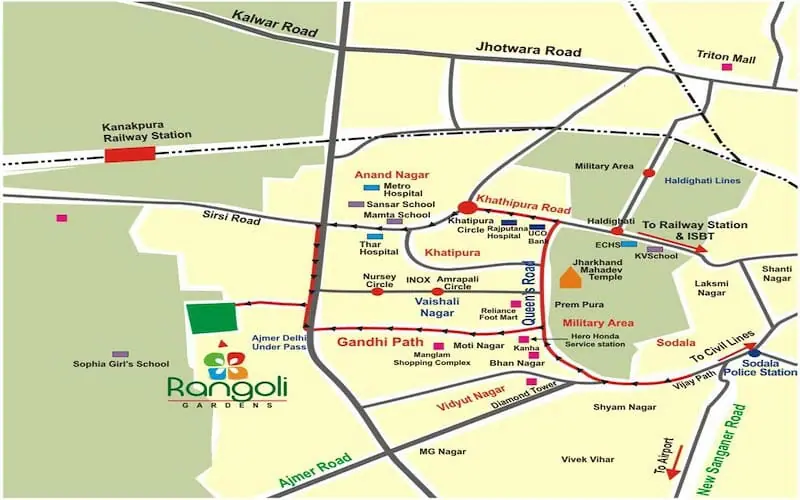 Kalwar Road
Jhotwara Road
Triton Mall
Kanakpura
Railway Station
Military Area
Haldighati Lines
Anand Nagar
Metro
Hospital
Sansar School
Mamta School
Khatipura
Circle
Khathipura Road
Rajputana
Hospital
UCO
Bank
Haldighati
To Railway Station
& ISBT
Sirsi Road
Thar
Hospital
Khatipura
ECHS
KVSchool
Jharkhand
Mahadev
Temple
Laksmi
Nagar
Shanti
Nagar
Nursey
Circle
INOX
Amrapali
Circle
Vaishali
Nagar
Queen's Road
Reliance
Foot Mart
Prem Pura
Military Area
Ajmer Delhi
Under Pass
Gandhi Path
Hero Honda
Service station
Sodala
To Civil Lines
Sodala
Police Station
Sophia Girl's School
Manglam
Shopping Complex
Moti Nagar
Kanha
Bhan Nagar
Vijay Path
Rangoli
GARDENS
Vidyut Nagar
Diamond Tower
Shyam Nagar
New Sanganer Road
MG Nagar
Vivek Vihar
To Airport
Ajmer Road